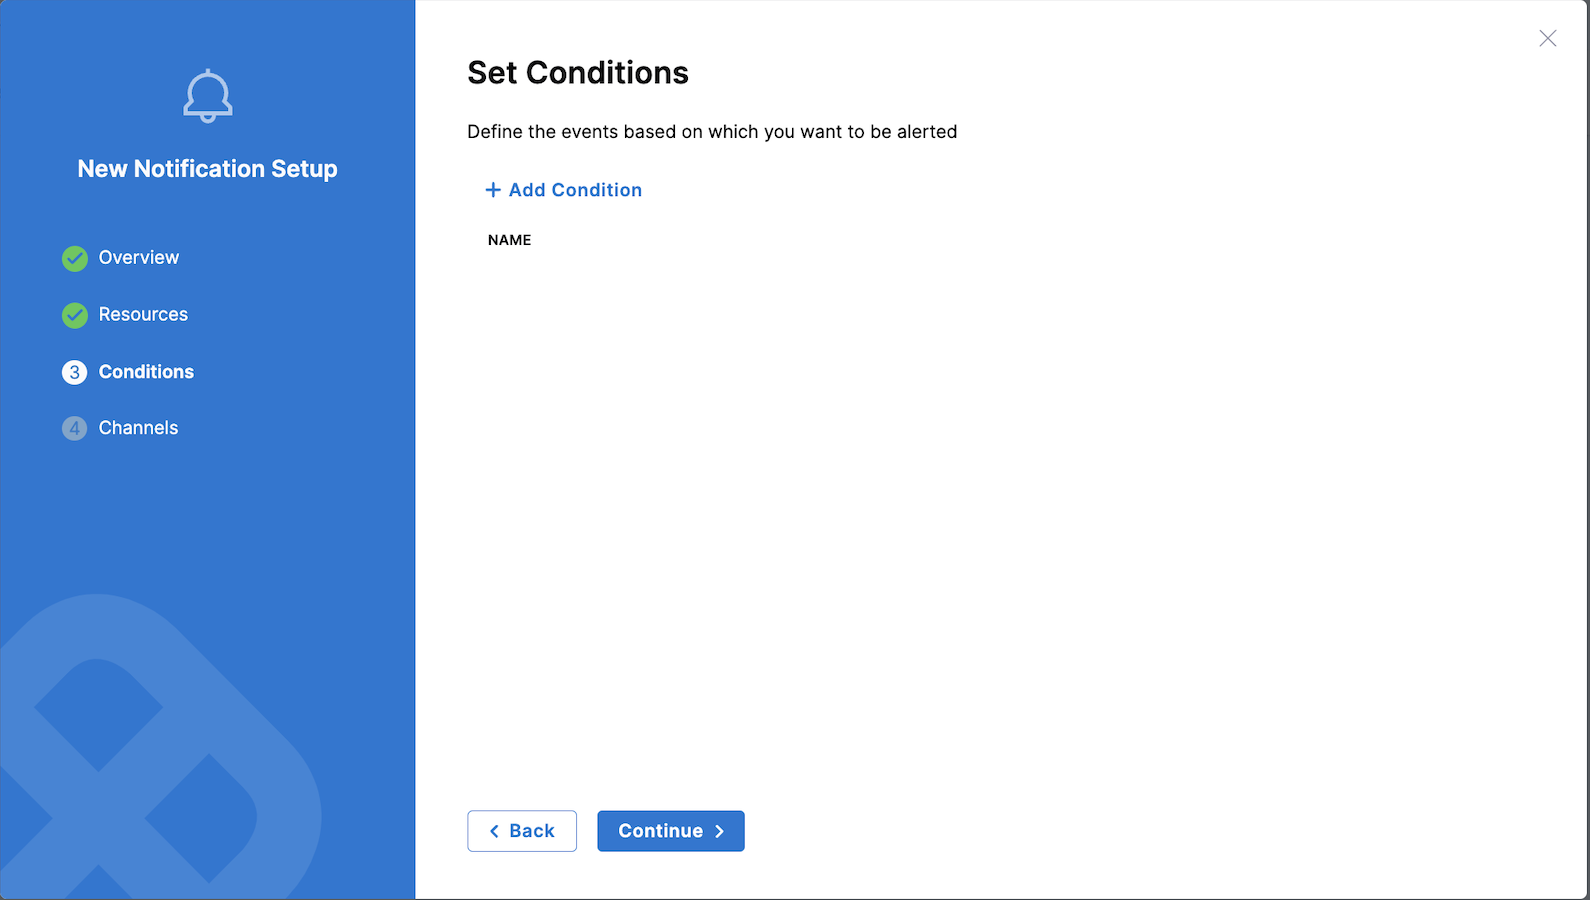 New Notification Setup
Overview
Resources
3 Conditions
4 Channels
Set Conditions
Define the events based on which you want to be alerted
+ Add Condition
NAME
Back
Continue